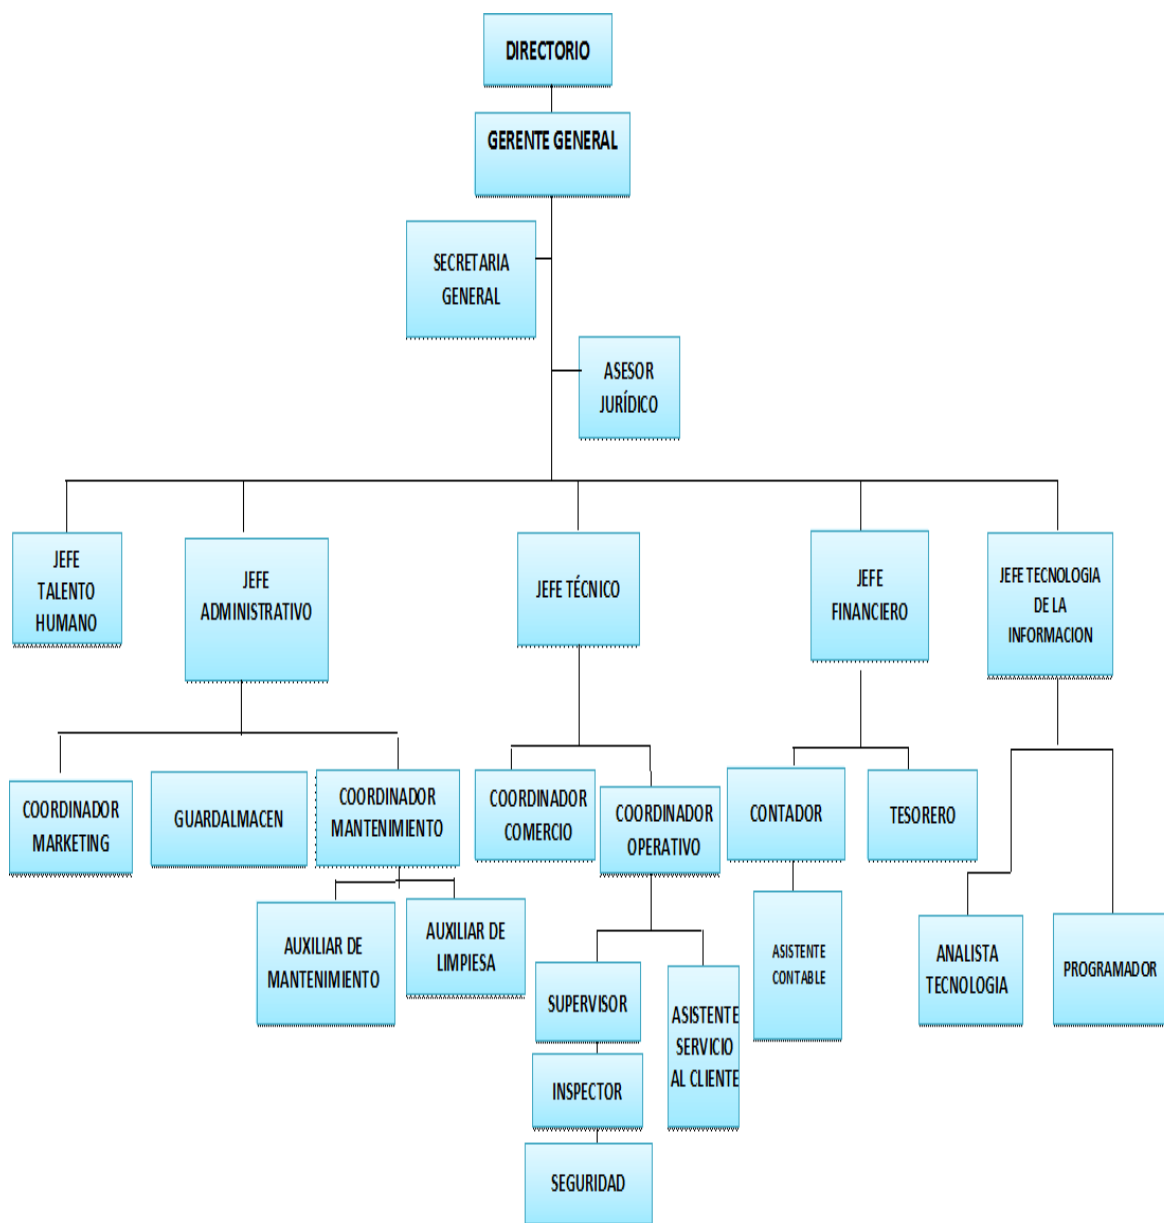 DIRECTORIO
GERENTE GENERAL
SECRETARIA
GENERAL
ASESOR
JURÍDICO
JEFE
TALENTO
HUMANO
JEFE
ADMINISTRATIVO
JEFE TÉCNICO
JEFE
FINANCIERO
JEFE TECNOLOGIA
DE LA
INFORMACION
COORDINADOR
MARKETING
GUARDALMACEN
COORDINADOR
MANTENIMIENTO
COORDINADOR
COMERCIO
COORDINADOR
OPERATIVO
CONTADOR
TESORERO
AUXILIAR DE
MANTENIMIENTO
AUXILIAR DE
LIMPIESA
SUPERVISOR
ASISTENTE
SERVICIO
AL CLIENTE
ASISTENTE
CONTABLE
ANALISTA
TECNOLOGIA
PROGRAMADOR
INSPECTOR
SEGURIDAD